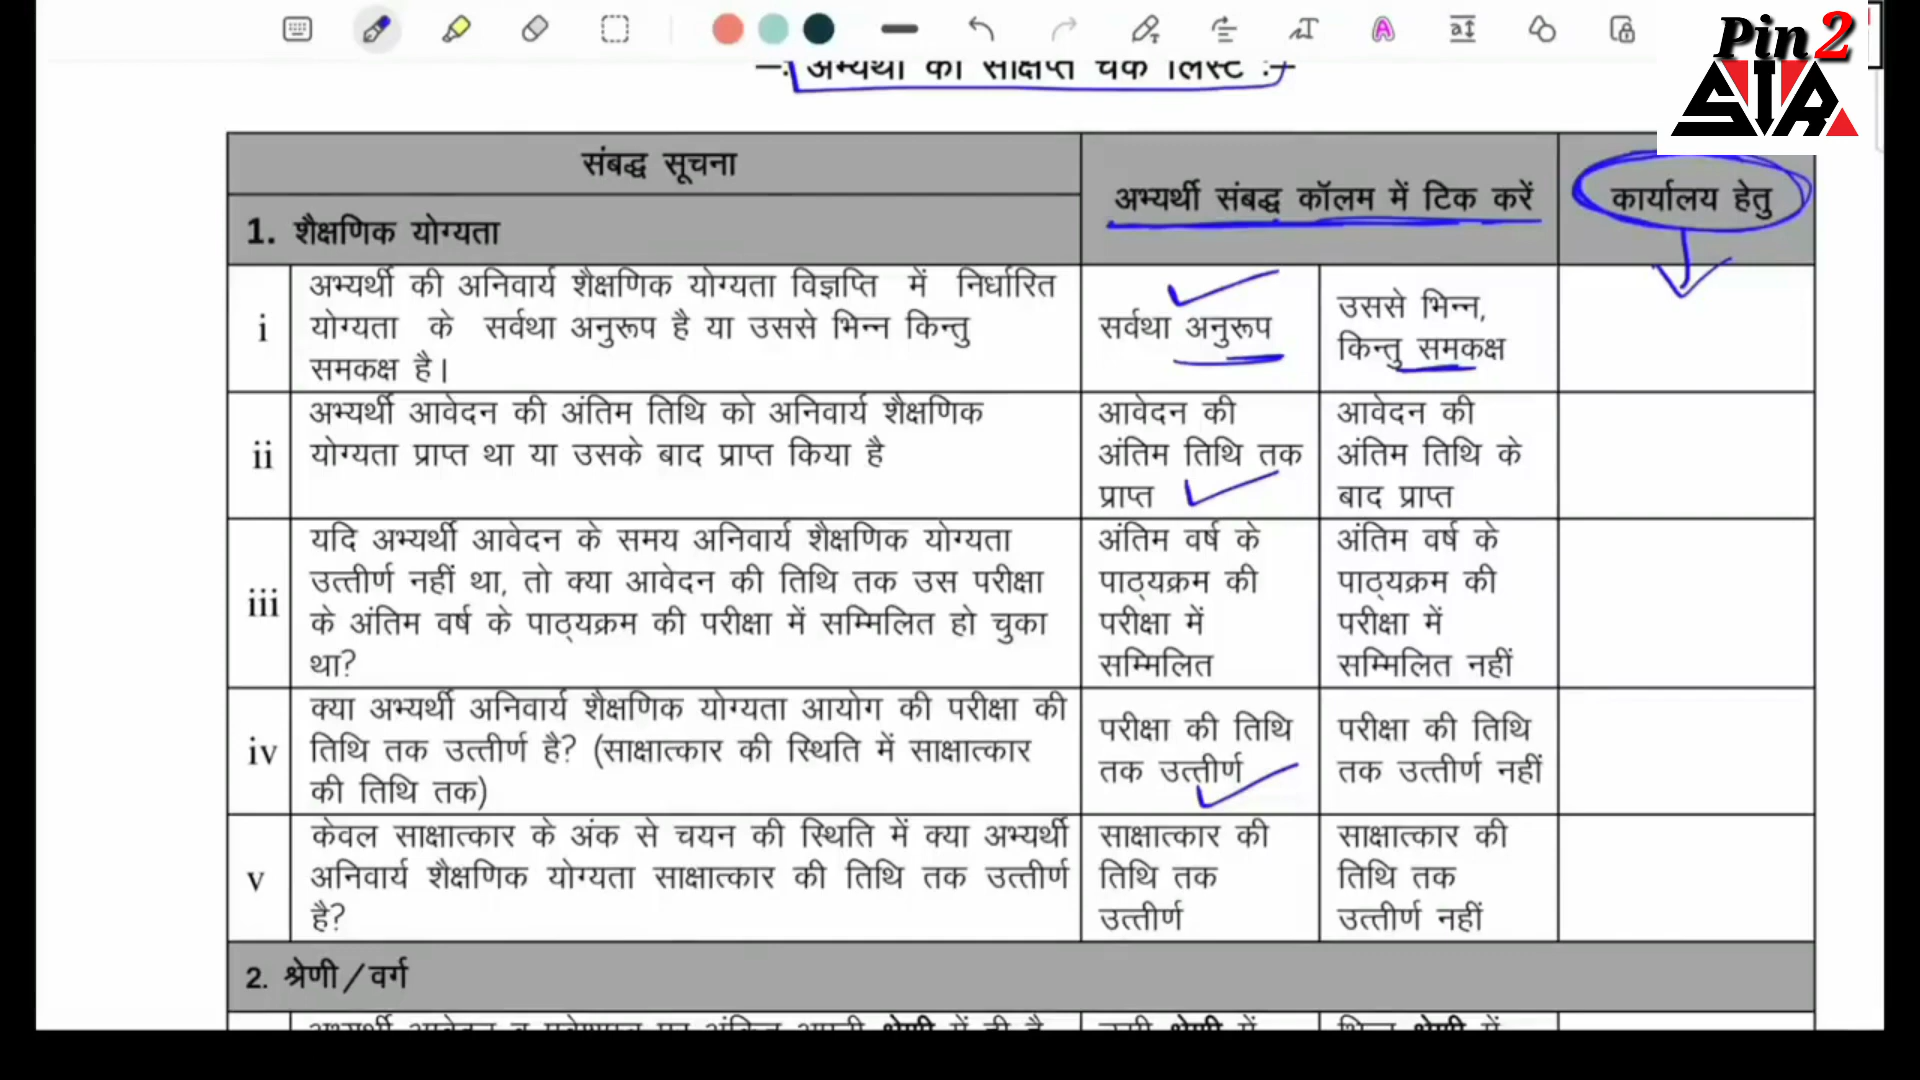 Pin2
SIR
—: अभ्यर्थी की संक्षिप्त चेक लिस्ट :—
संबद्ध सूचना
अभ्यर्थी संबद्ध कॉलम में टिक करें
कार्यालय हेतु
1. शैक्षणिक योग्यता
i
अभ्यर्थी की अनिवार्य शैक्षणिक योग्यता विज्ञप्ति में निर्धारित
योग्यता के सर्वथा अनुरूप है या उससे भिन्न किन्तु
समकक्ष है।
सर्वथा अनुरूप
उससे भिन्न,
किन्तु समकक्ष
ii
अभ्यर्थी आवेदन की अंतिम तिथि को अनिवार्य शैक्षणिक
योग्यता प्राप्त था या उसके बाद प्राप्त किया है
आवेदन की
अंतिम तिथि तक
प्राप्त
आवेदन की
अंतिम तिथि के
बाद प्राप्त
iii
यदि अभ्यर्थी आवेदन के समय अनिवार्य शैक्षणिक योग्यता
उत्तीर्ण नहीं था, तो क्या आवेदन की तिथि तक उस परीक्षा
के अंतिम वर्ष के पाठ्यक्रम की परीक्षा में सम्मिलित हो चुका
था?
अंतिम वर्ष के
पाठ्यक्रम की
परीक्षा में
सम्मिलित
अंतिम वर्ष के
पाठ्यक्रम की
परीक्षा में
सम्मिलित नहीं
iv
क्या अभ्यर्थी अनिवार्य शैक्षणिक योग्यता आयोग की परीक्षा की
तिथि तक उत्तीर्ण है? (साक्षात्कार की स्थिति में साक्षात्कार
की तिथि तक)
परीक्षा की तिथि
तक उत्तीर्ण
परीक्षा की तिथि
तक उत्तीर्ण नहीं
v
केवल साक्षात्कार के अंक से चयन की स्थिति में क्या अभ्यर्थी
अनिवार्य शैक्षणिक योग्यता साक्षात्कार की तिथि तक उत्तीर्ण
है?
साक्षात्कार की
तिथि तक
उत्तीर्ण
साक्षात्कार की
तिथि तक
उत्तीर्ण नहीं
2. श्रेणी/वर्ग